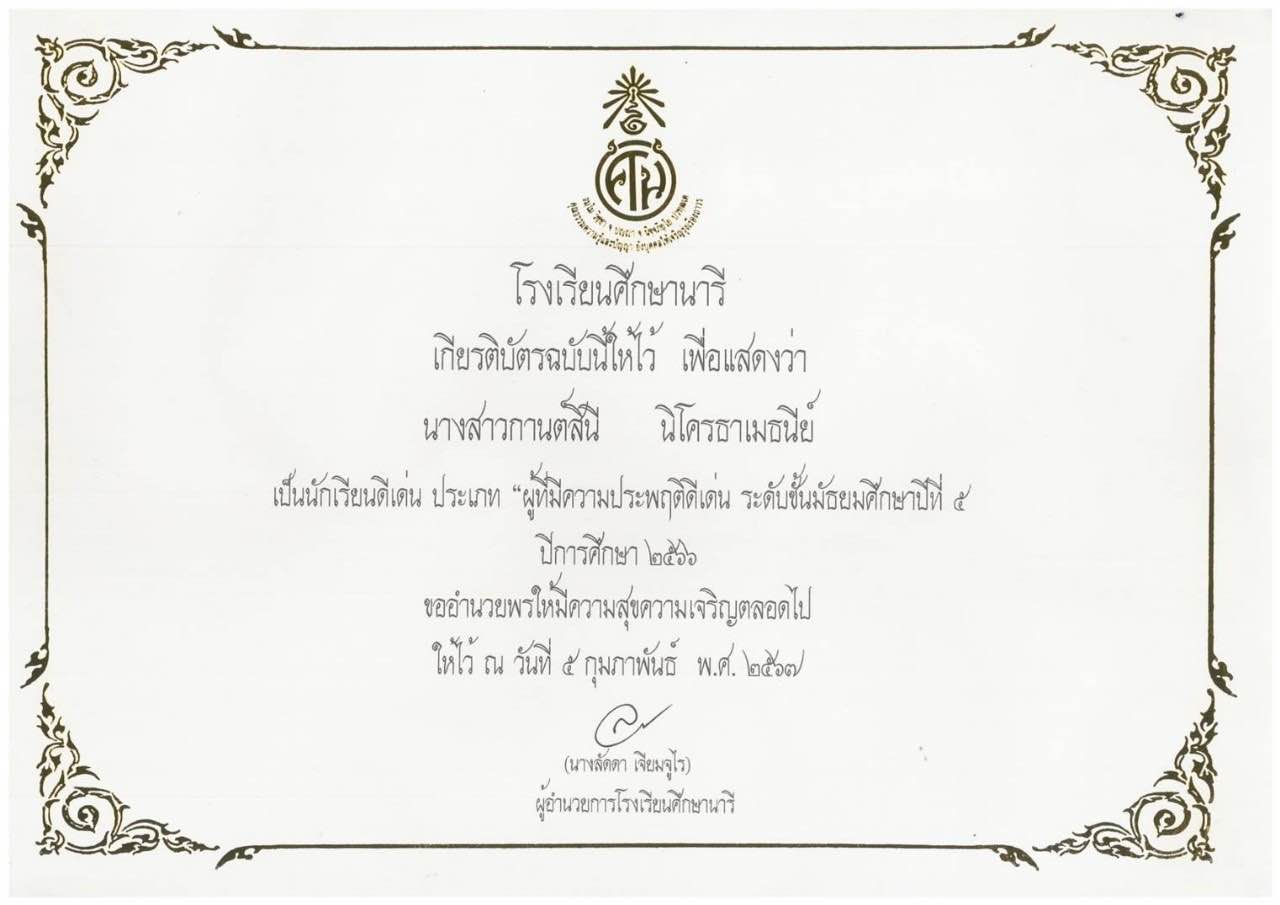 ศน
โรงเรียนศึกษานารี
เกียรติบัตรฉบับนี้ให้ไว้ เพื่อแสดงว่า
นางสาวกานต์สินี นิโครธาเมธนีย์
เป็นนักเรียนดีเด่น ประเภท “ผู้ที่มีความประพฤติดีเด่น ระดับชั้นมัธยมศึกษาปีที่ ๕
ปีการศึกษา ๒๕๖๖
ขออำนวยพรให้มีความสุขความเจริญตลอดไป
ให้ไว้ ณ วันที่ ๕ กุมภาพันธ์ พ.ศ. ๒๕๖๗
(นางลัดดา เจียมจูไร)
ผู้อำนวยการโรงเรียนศึกษานารี